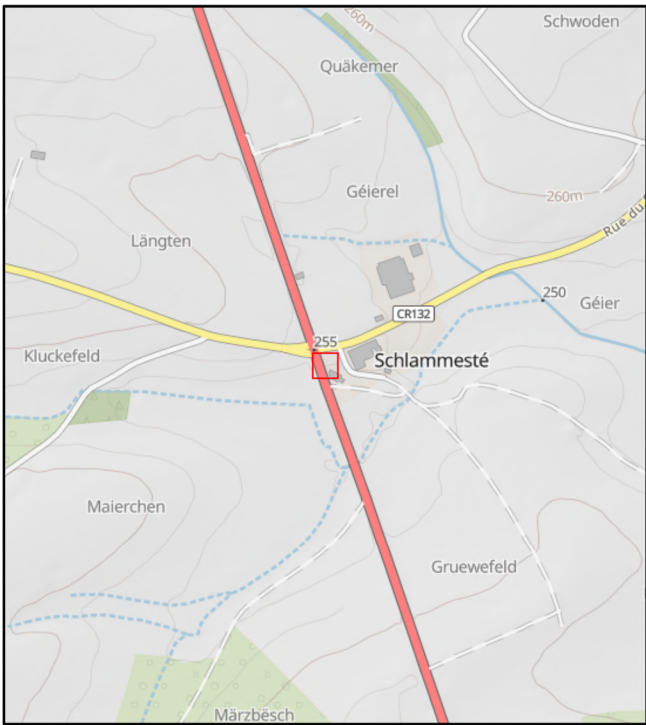 260m
Schwoden
Quäkemer
Géierel
260m
Rue du
Längten
250
Géier
CR132
255
Kluckefeld
Schlammesté
Maierchen
Gruewefeld
Märzbësch